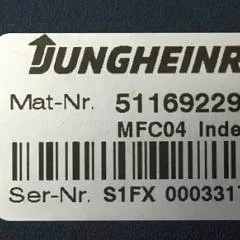 JUNGHEINR
Mat-Nr. 51169229
MFC04 Inde
Ser-Nr. S1FX 000331